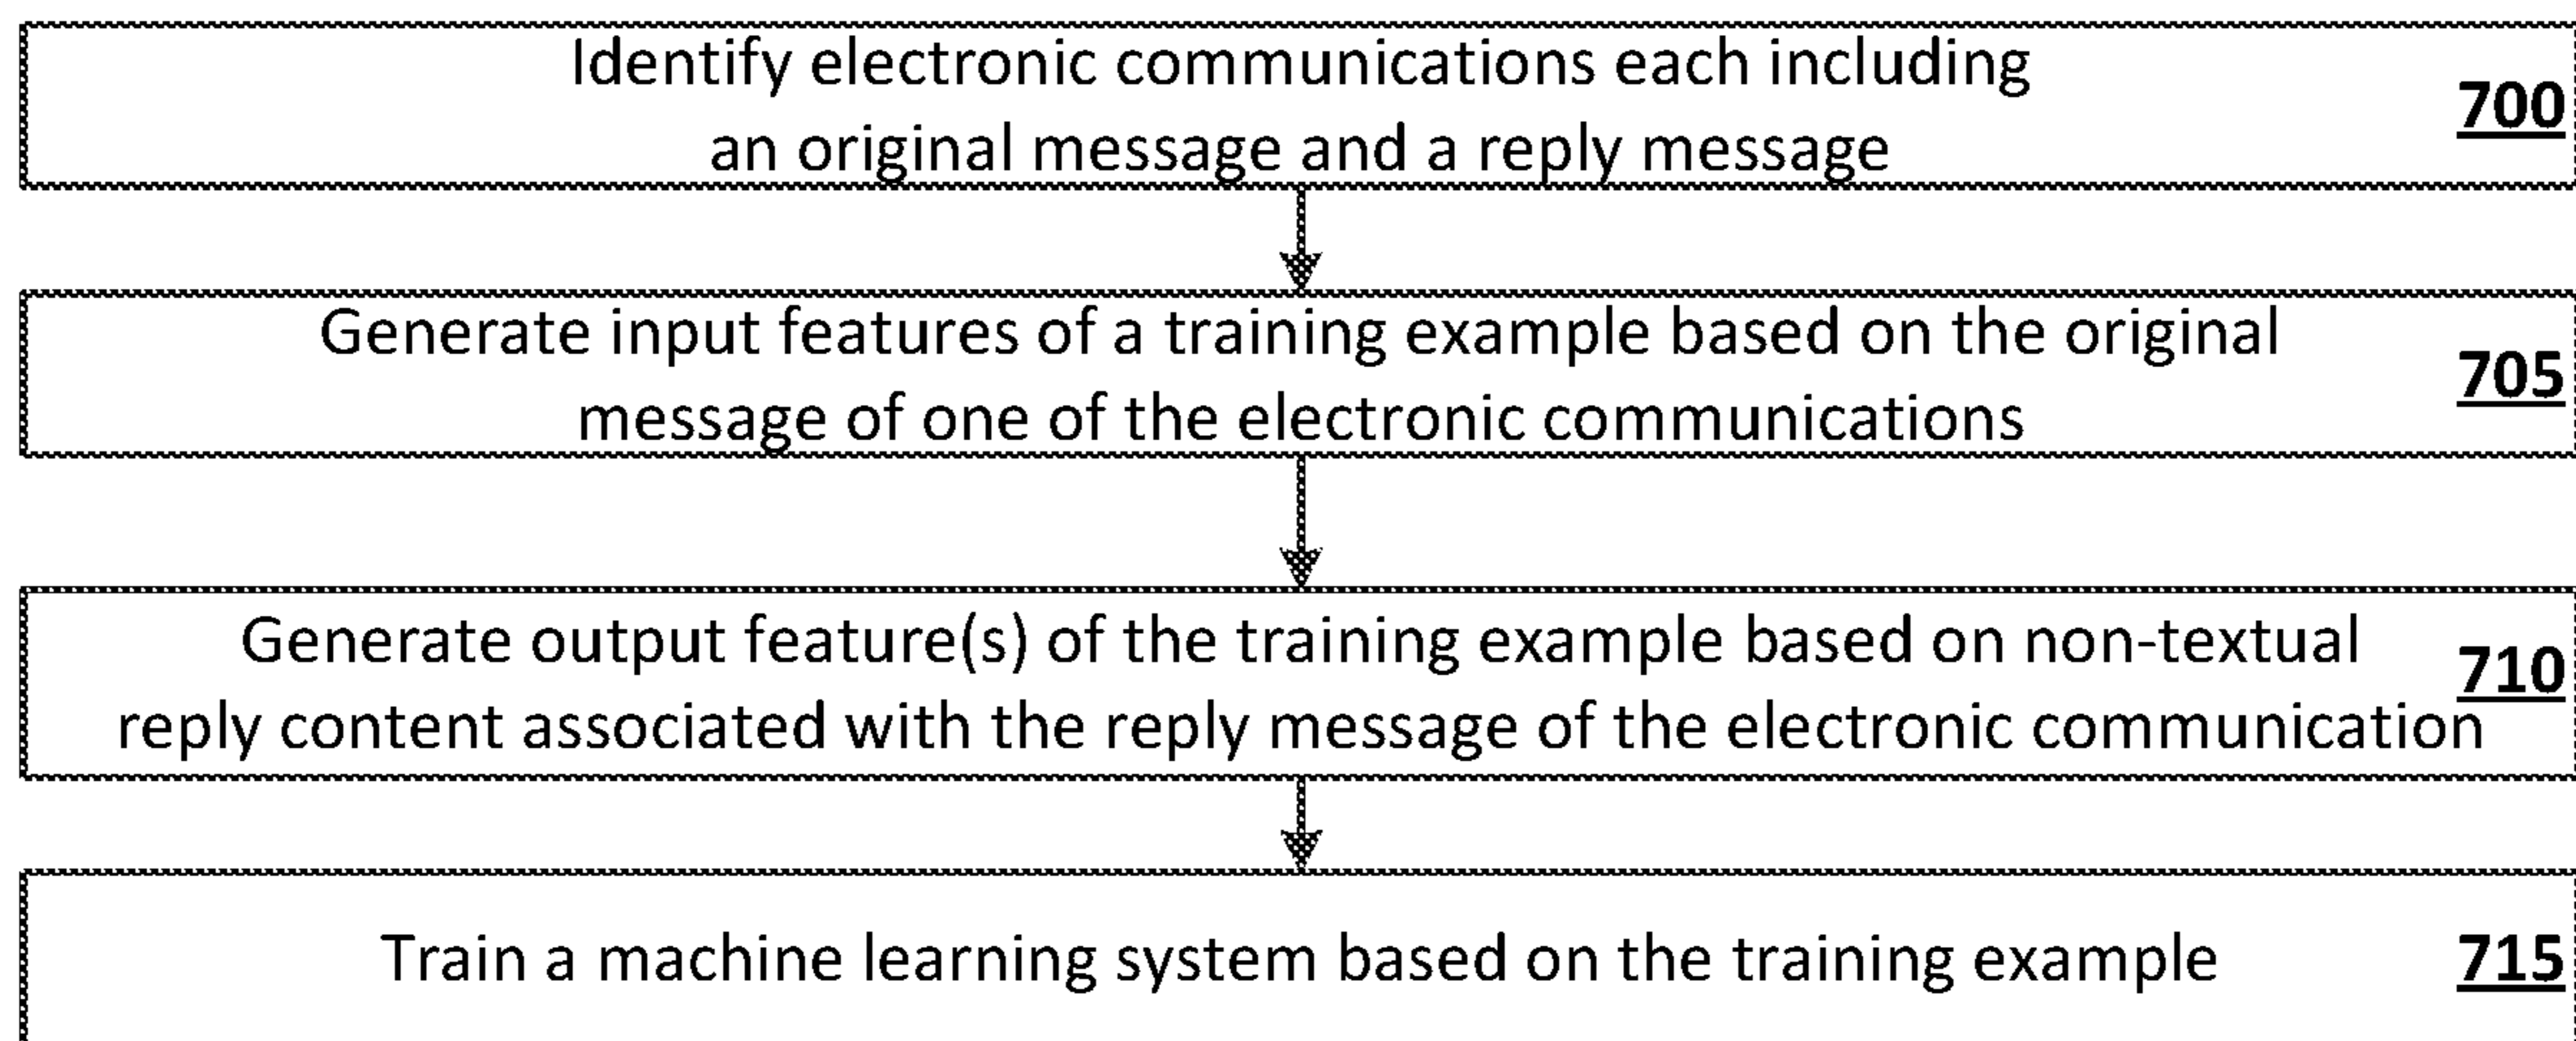 Identify electronic communications each including
an original message and a reply message
700
Generate input features of a training example based on the original
message of one of the electronic communications
705
Generate output feature(s) of the training example based on non-textual
reply content associated with the reply message of the electronic communication
710
Train a machine learning system based on the training example
715